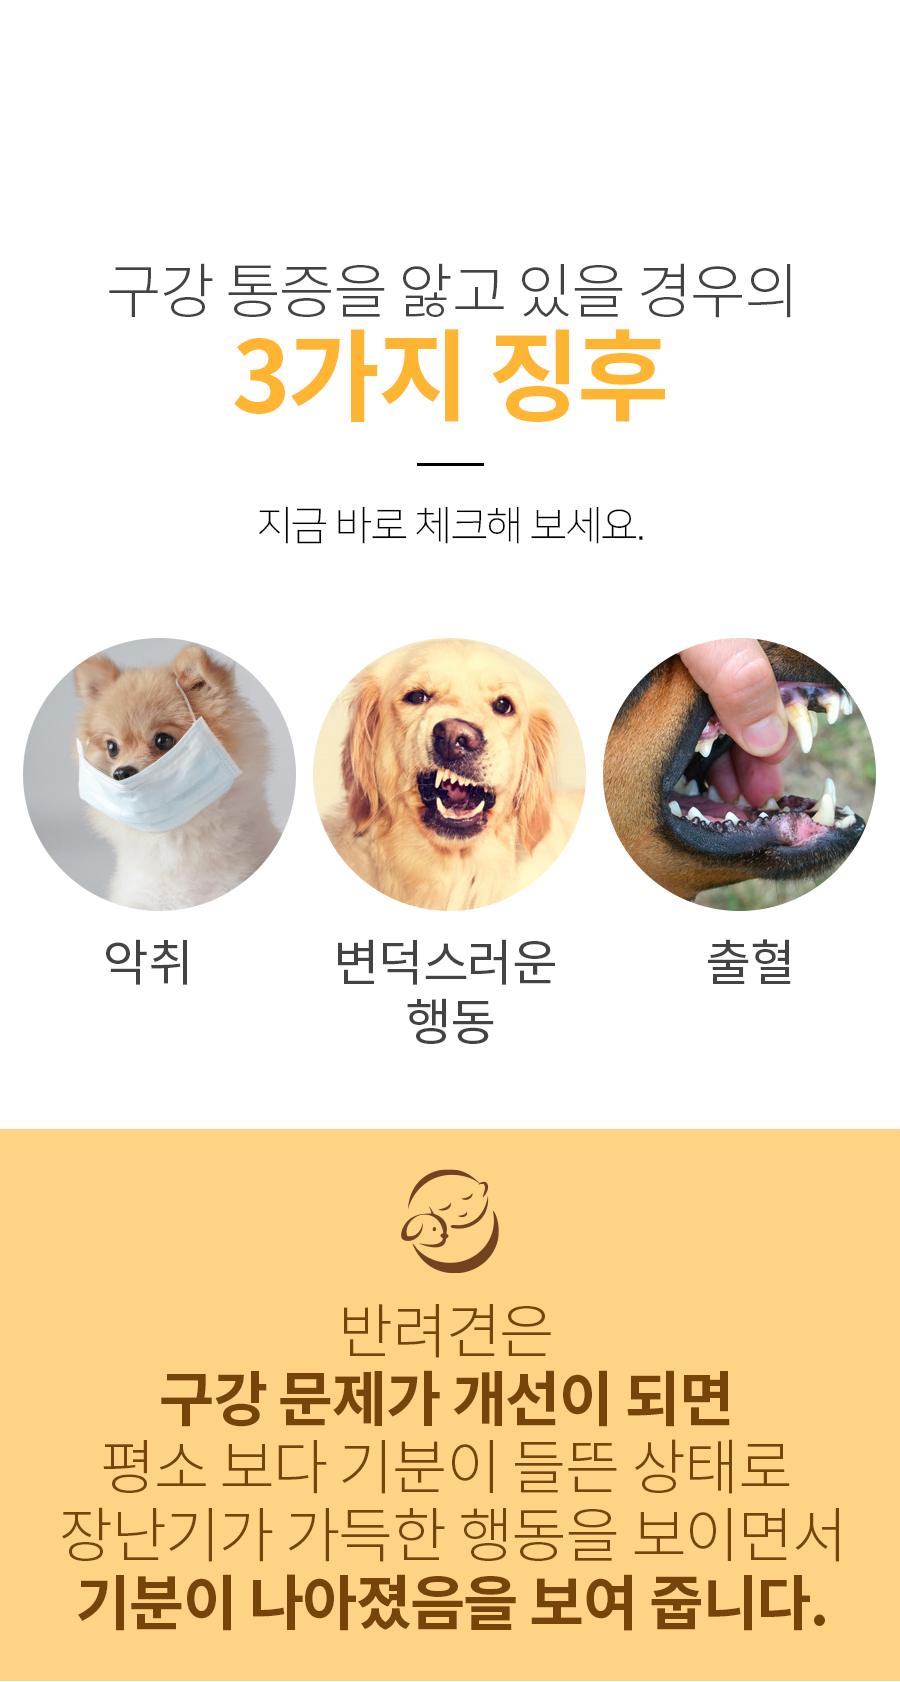 구강 통증을 앓고 있을 경우의
3가지 징후
지금 바로 체크해 보세요.
악취
변덕스러운
행동
출혈
반려견은
구강 문제가 개선이 되면
평소 보다 기분이 들뜬 상태로
장난기가 가득한 행동을 보이면서
기분이 나아졌음을 보여 줍니다.